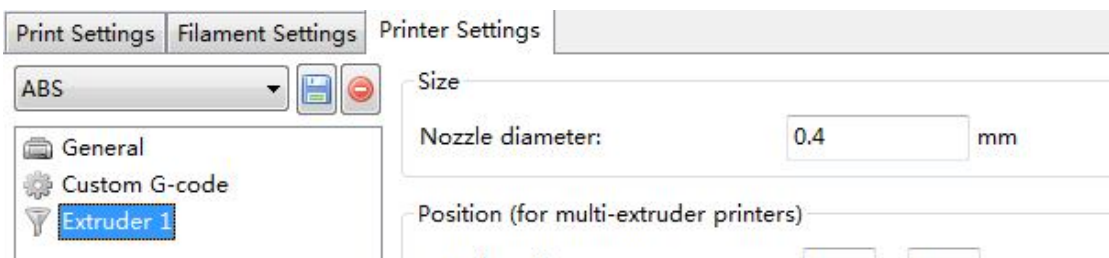 Print Settings Filament Settings Printer Settings
ABS
General
Custom G-code
Extruder 1
Size
Nozzle diameter: 0.4 mm
Position (for multi-extruder printers)